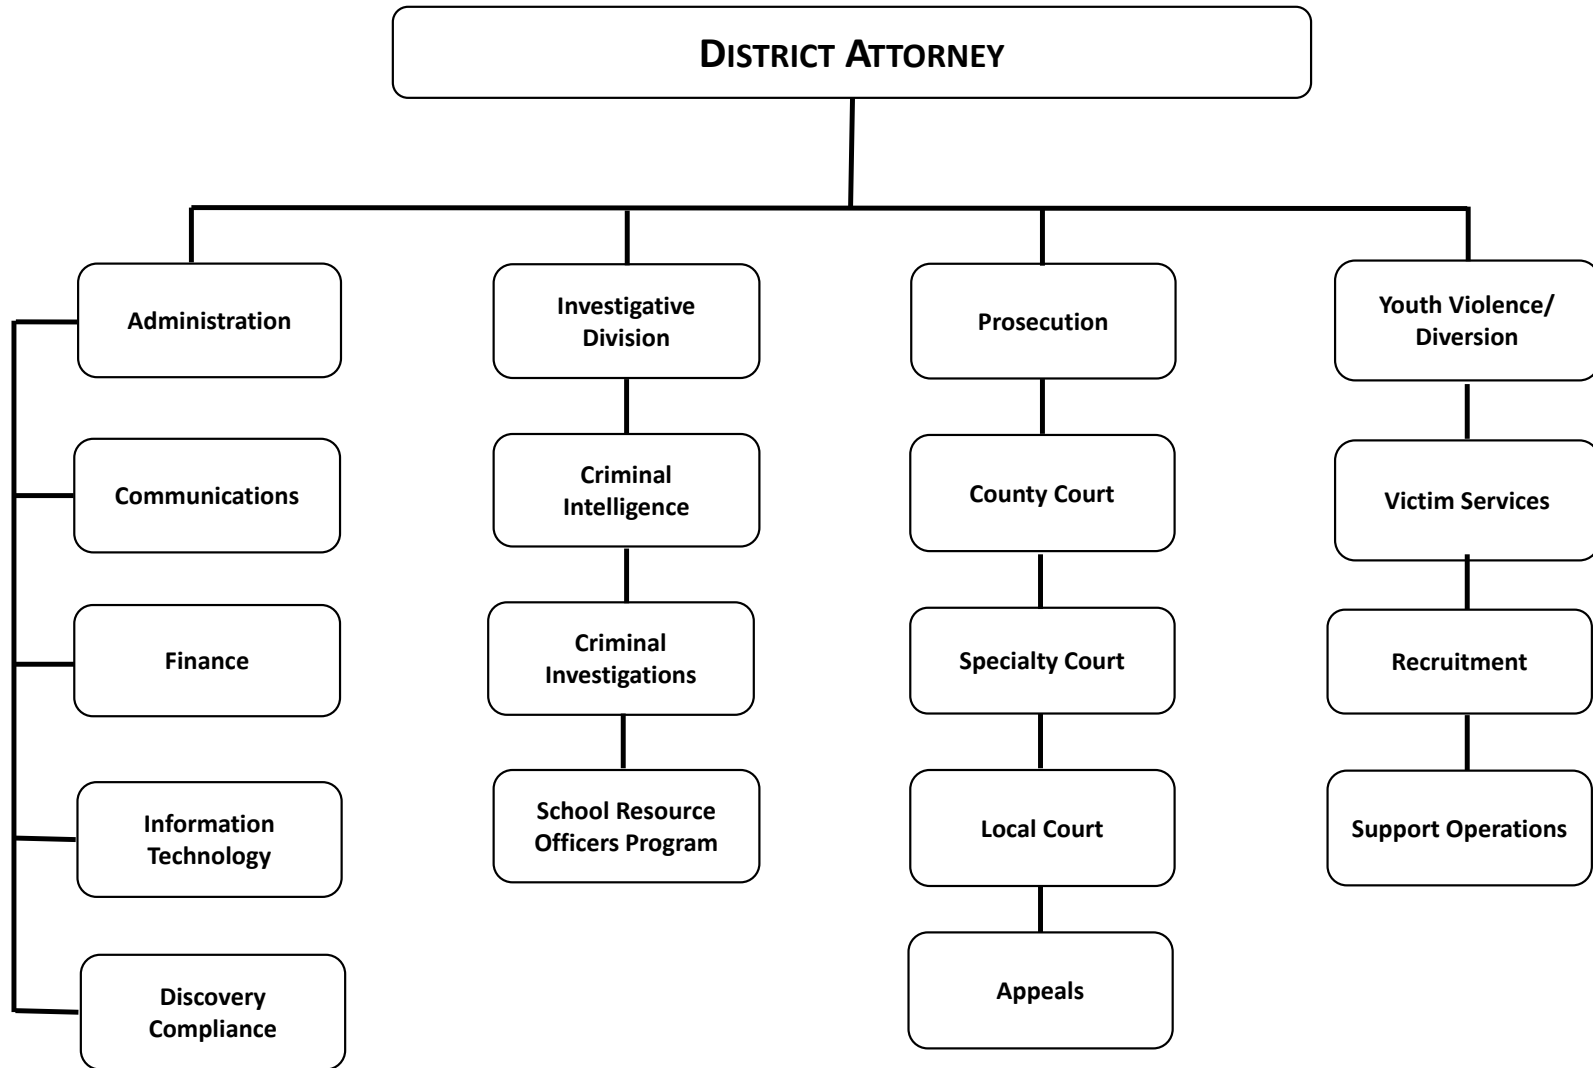 DISTRICT ATTORNEY
Administration
Communications
Finance
Information
Technology
Discovery
Compliance
Investigative
Division
Criminal
Intelligence
Criminal
Investigations
School Resource
Officers Program
Prosecution
County Court
Specialty Court
Local Court
Appeals
Youth Violence/
Diversion
Victim Services
Recruitment
Support Operations